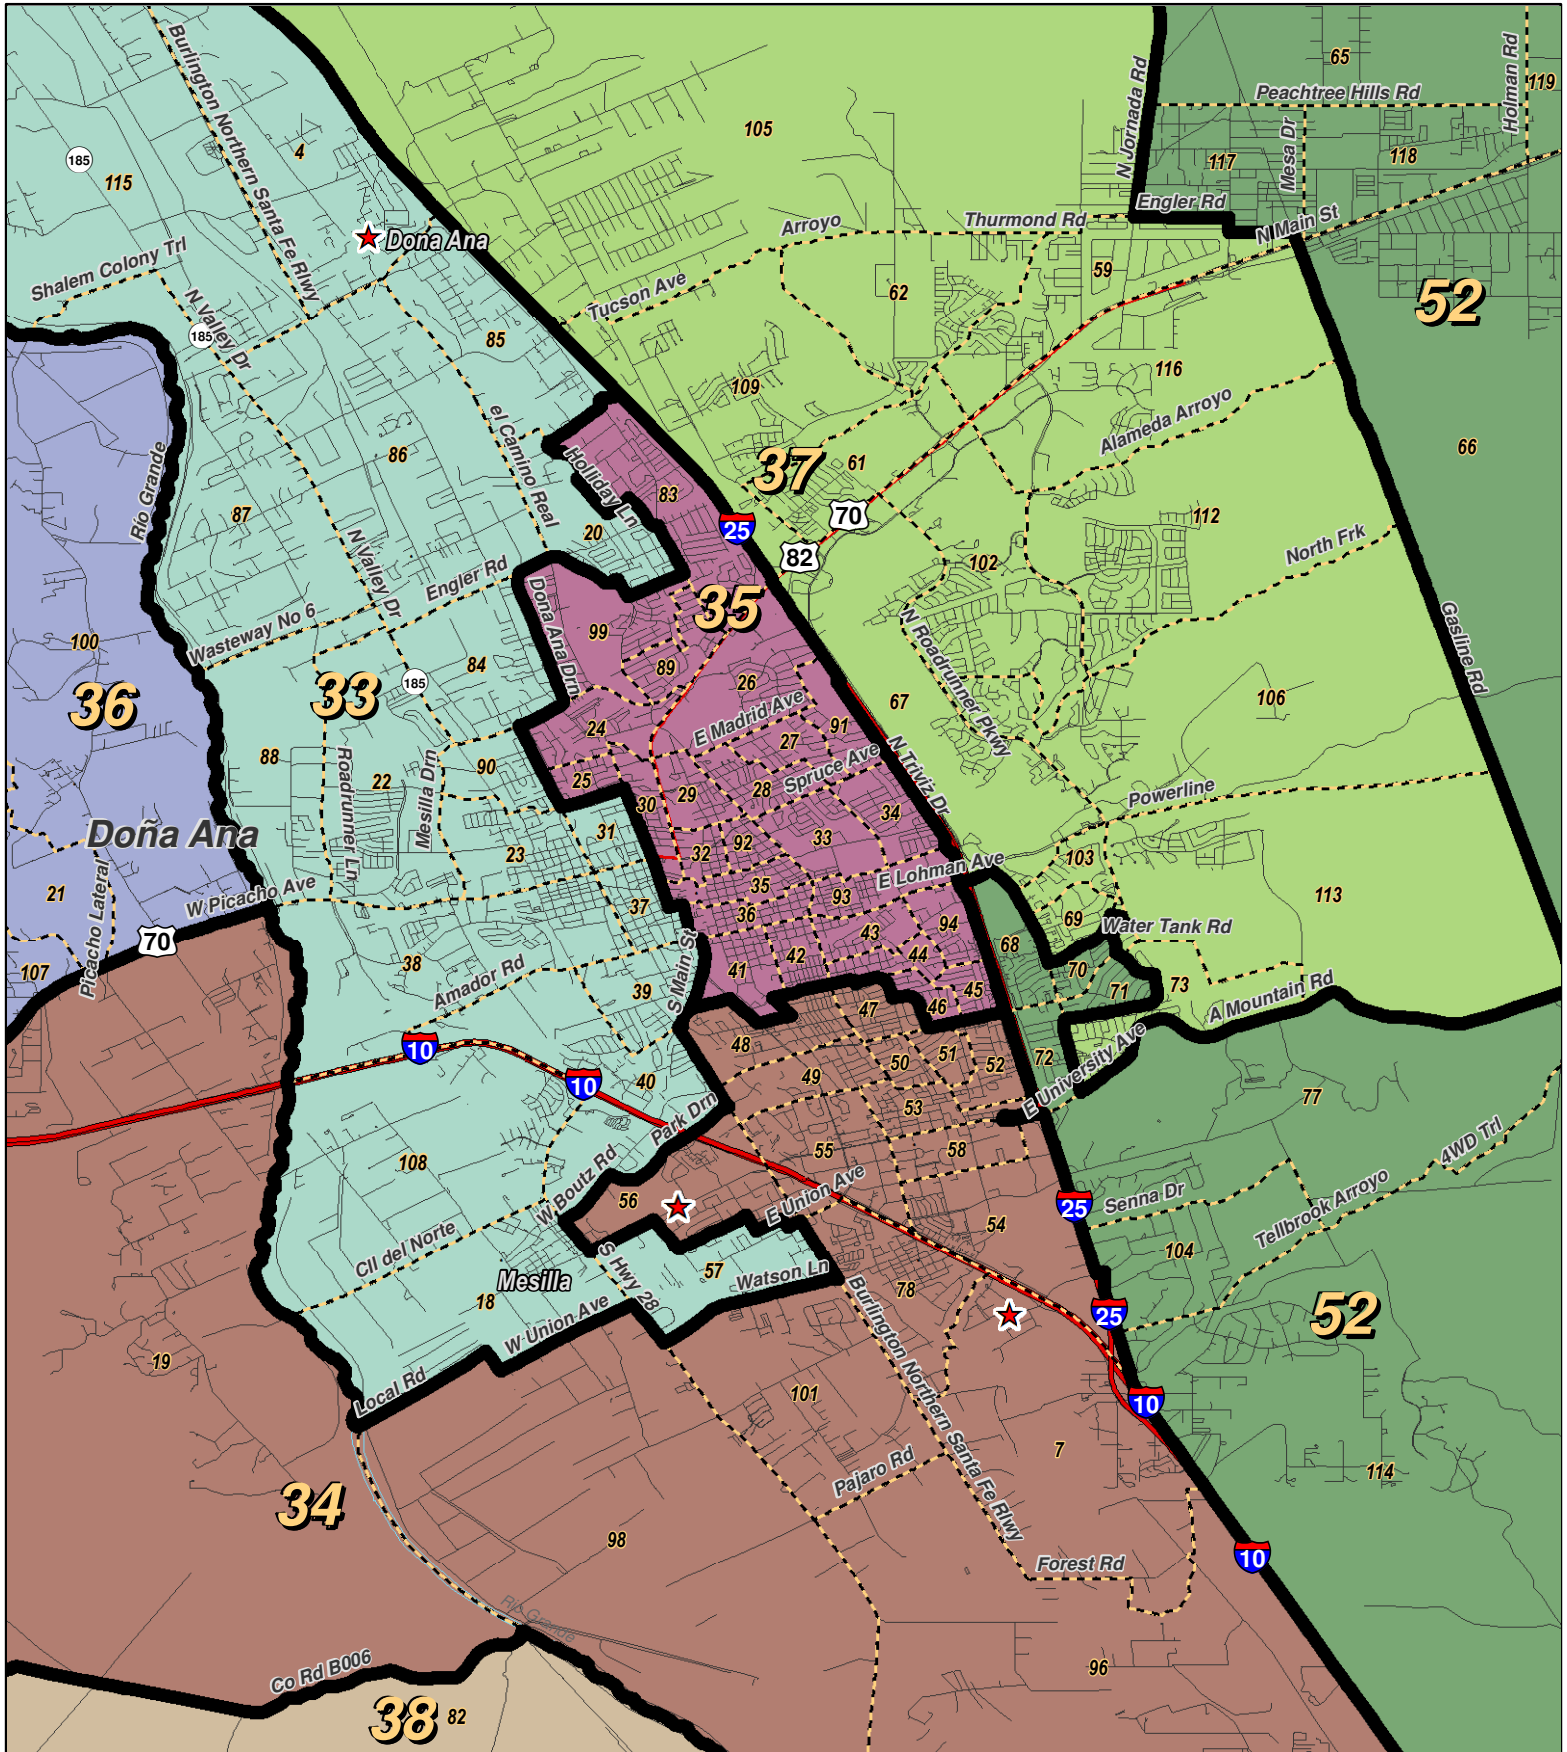 65
119
Peachtree Hills Rd
Holman Rd
Burlington Northern Santa Fe Rlwy
105
N Jornada Rd
Mesa Dr
118
117
4
185
115
Engler Rd
Thurmond Rd
Arroyo
N Main St
Doña Ana
Shalem Colony Trl
59
Tucson Ave
62
52
N Valley Dr
185
85
116
109
Alameda Arroyo
el Camino Real
86
37
61
66
Holliday Ln
Rio Grande
83
87
70
112
25
20
82
North Frk
N Valley Dr
102
Engler Rd
Doña Ana Drn
35
Wasteway No 6
99
N Roadrunner Pkwy
Gasline Rd
100
84
89
26
33
185
36
67
106
E Madrid Ave
91
24
27
88
Roadrunner Ln
22
Mesilla Drn
90
25
28
Spruce Ave
N Triviz Dr
29
30
Powerline
34
Doña Ana
31
92
33
23
32
103
E Lohman Ave
21
Picacho Lateral
W Picacho Ave
35
93
113
37
36
69
Water Tank Rd
94
70
43
68
42
44
38
41
107
Amador Rd
39
S Main St
70
71
73
45
46
47
A Mountain Rd
10
48
51
50
52
72
E University Ave
10
40
49
Park Drn
53
77
55
58
4WD Trl
108
W Boutz Rd
56
E Union Ave
25
Senna Dr
Tellbrook Arroyo
54
Cll del Norte
S Hwy 28
104
57
Watson Ln
Mesilla
78
18
W Union Ave
25
52
Burlington Northern Santa Fe Rlwy
19
Local Rd
101
10
7
Pajaro Rd
114
34
98
10
Forest Rd
Rio Grande
Co Rd B006
96
38
82